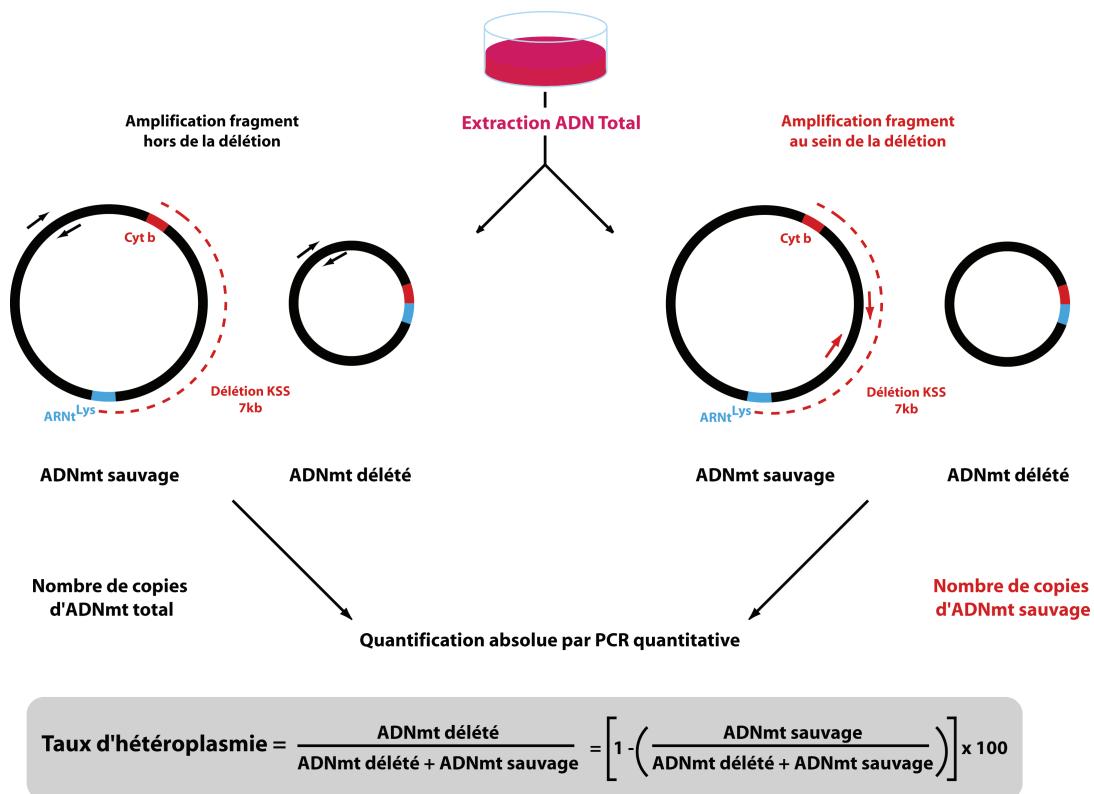 Amplification fragment
hors de la délétion
Extraction ADN Total
Amplification fragment
au sein de la délétion
Cyt b
Délétion KSS
7kb
ARNtLys
ADNmt sauvage
ADNmt délété
Cyt b
Délétion KSS
7kb
ARNtLys
ADNmt sauvage
ADNmt délété
Nombre de copies
d'ADNmt total
Nombre de copies
d'ADNmt sauvage
Quantification absolue par PCR quantitative
Taux d'hétéroplasmie =
ADNmt délété
ADNmt délété + ADNmt sauvage
= [1 -(
ADNmt sauvage
ADNmt délété + ADNmt sauvage
)] x 100